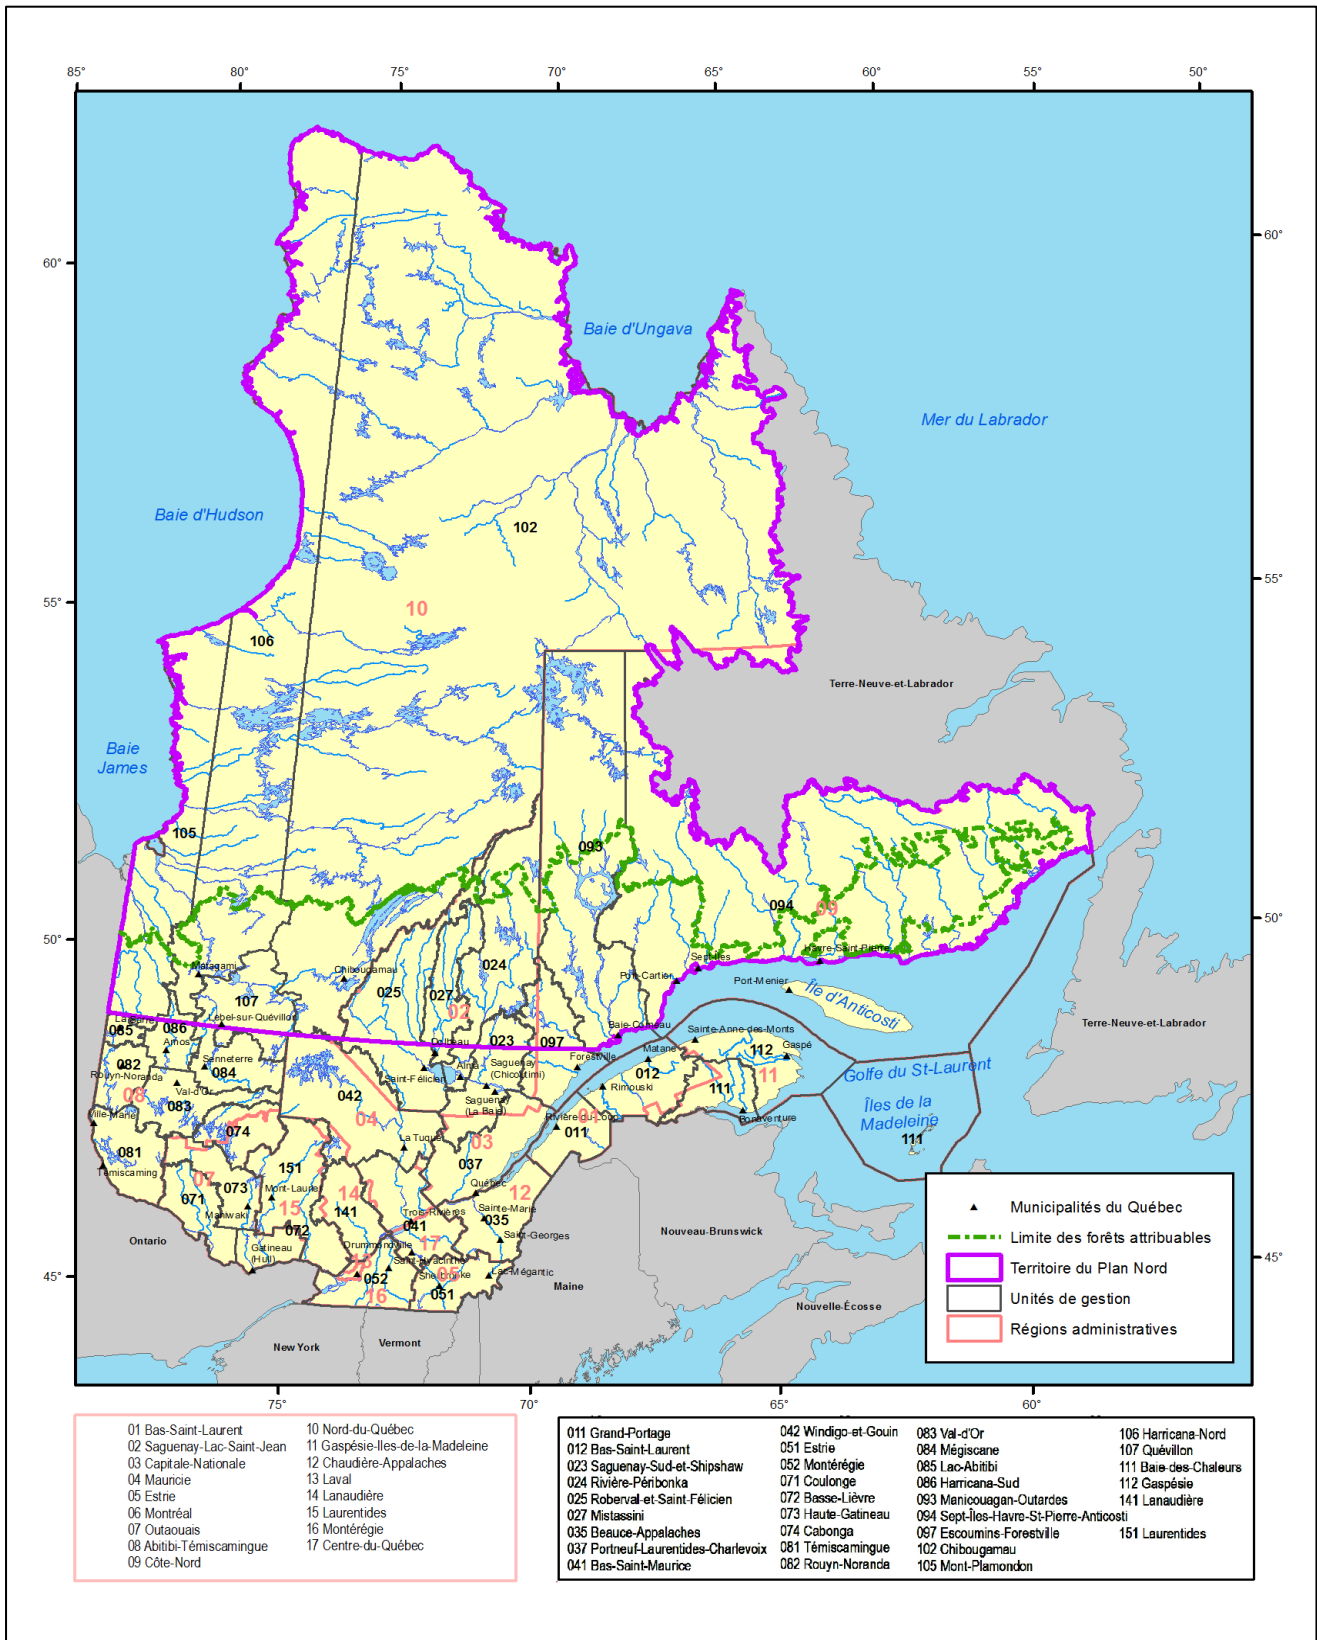 85° 80° 75° 70° 65° 60° 55° 50°
60° 60°
Baie d'Ungava
Mer du Labrador
Baie d'Hudson
102
55° 55°
10
106
Terre-Neuve-et-Labrador
Baie
James
105
093
094
09
50° 50°
Havre-Saint-Pierre
Matagami
Chibougamau
024
Sept-Îles
Port-Cartier
Port-Menier
Île d'Anticosti
025
027
107
02
La Sarre
085
086
Lebel-sur-Quévillon
Baie-Comeau
Sainte-Anne-des-Monts
Terre-Neuve-et-Labrador
Amos
Dolbeau
023
097
Matane
112
Gaspé
082
Senneterre
084
Forestville
Alma
Saguenay
(Chicoutimi)
012
11
Golfe du St-Laurent
Rouyn-Noranda
Val-d'Or
Saint-Félicien
Rimouski
111
08
083
042
Saguenay
(La Baie)
Îles de la
Madeleine
Ville-Marie
04
01
Rivière-du-Loup
Bonaventure
074
La Tuque
03
011
111
081
151
037
Témiscaming
07
071
073
Mont-Laurier
14
Québec
12
Maniwaki
15
141
Trois-Rivières
Sainte-Marie
035
072
041
Saint-Georges
Nouveau-Brunswick
Ontario
Gatineau
(Hull)
Drummondville
17
Saint-Hyacinthe
13
052
Sherbrooke
05
Lac-Mégantic
45° 45°
16
051
Maine
Nouvelle-Écosse
New York
Vermont
Municipalités du Québec
Limite des forêts attribuables
Territoire du Plan Nord
Unités de gestion
Régions administratives
75° 70° 65° 60°
01 Bas-Saint-Laurent
02 Saguenay-Lac-Saint-Jean
03 Capitale-Nationale
04 Mauricie
05 Estrie
06 Montréal
07 Outaouais
08 Abitibi-Témiscamingue
09 Côte-Nord
10 Nord-du-Québec
11 Gaspésie-Iles-de-la-Madeleine
12 Chaudière-Appalaches
13 Laval
14 Lanaudière
15 Laurentides
16 Montérégie
17 Centre-du-Québec
011 Grand-Portage
012 Bas-Saint-Laurent
023 Saguenay-Sud-et-Shipshaw
024 Rivière-Péribonka
025 Roberval-et-Saint-Félicien
027 Mistassini
035 Beauce-Appalaches
037 Portneuf-Laurentides-Charlevoix
041 Bas-Saint-Maurice
042 Windigo-et-Gouin
051 Estrie
052 Montérégie
071 Coulonge
072 Basse-Lièvre
073 Haute-Gatineau
074 Cabonga
081 Témiscamingue
082 Rouyn-Noranda
083 Val-d'Or
084 Mégiscane
085 Lac-Abitibi
086 Harricana-Sud
093 Manicouagan-Outardes
094 Sept-Îles-Havre-St-Pierre-Anticosti
097 Escoumins-Forestville
102 Chibougamau
105 Mont-Plamondon
106 Harricana-Nord
107 Quévillon
111 Baie-des-Chaleurs
112 Gaspésie
141 Lanaudière
151 Laurentides